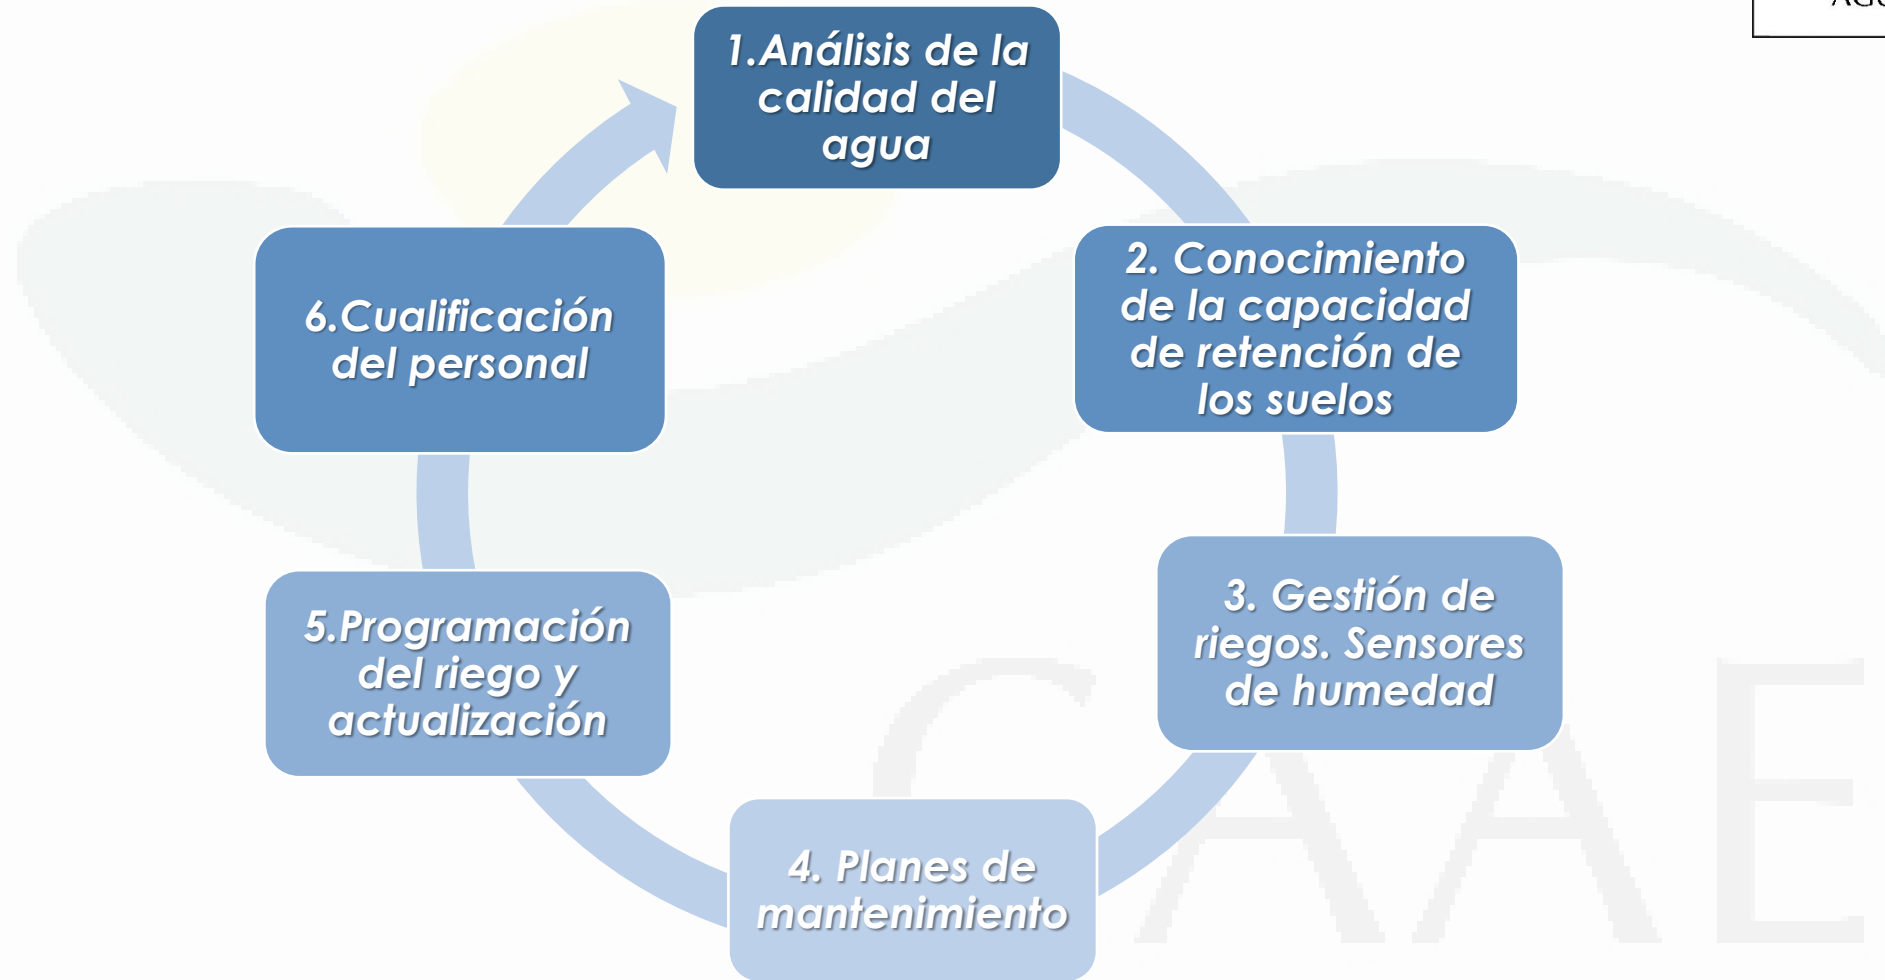 1.Análisis de la
calidad del
agua
2. Conocimiento
de la capacidad
de retención de
los suelos
3. Gestión de
riegos. Sensores
de humedad
4. Planes de
mantenimiento
5.Programación
del riego y
actualización
6.Cualificación
del personal
CAAE